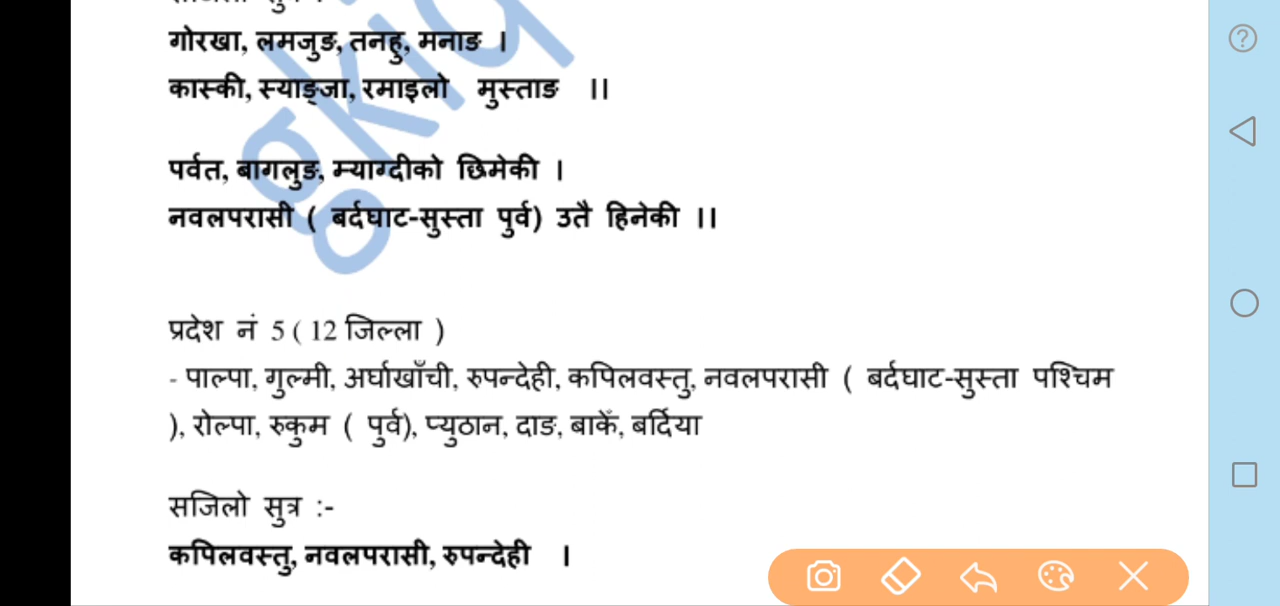 गोरखा, लमजुङ, तनहु, मनाङ ।
कास्की, स्याङ्जा, रमाइलो मुस्ताङ ।।
पर्वत, बागलुङ, म्याग्दीको छिमेकी ।
नवलपरासी ( बर्दघाट-सुस्ता पुर्व) उतै हिनेकी ।।
प्रदेश नं 5 ( 12 जिल्ला )
- पाल्पा, गुल्मी, अर्घाखाँची, रुपन्देही, कपिलवस्तु, नवलपरासी ( बर्दघाट-सुस्ता पश्चिम
), रोल्पा, रुकुम ( पुर्व), प्युठान, दाङ, बाकेँ, बर्दिया
सजिलो सुत्र :-
कपिलवस्तु, नवलपरासी, रुपन्देही ।